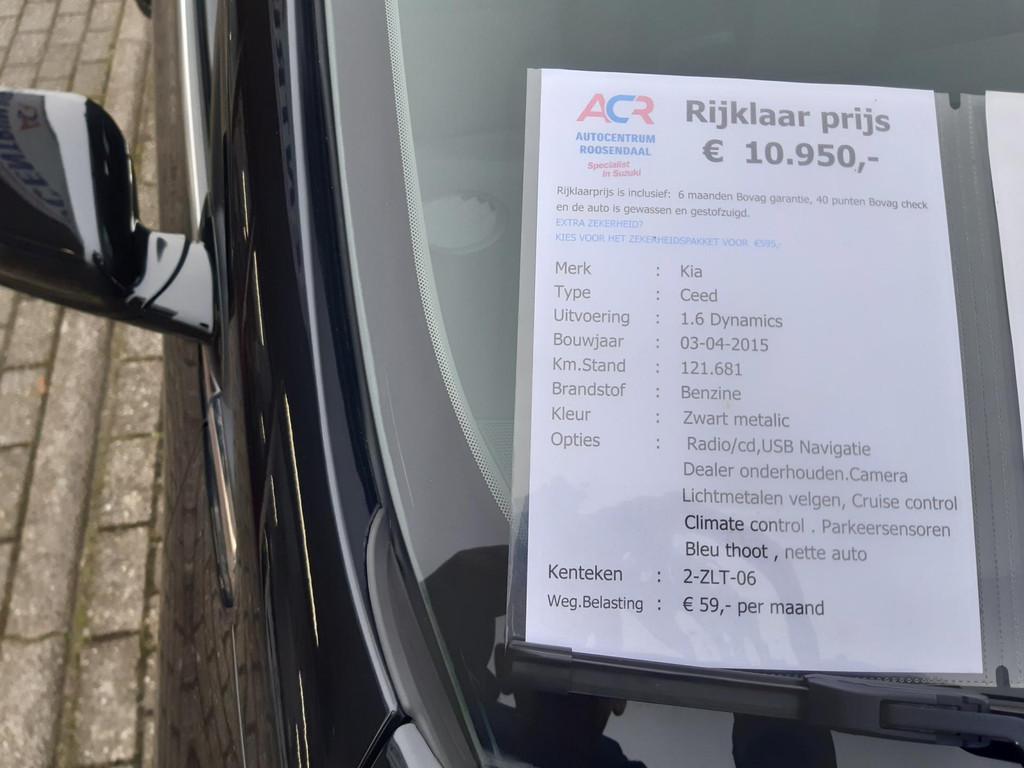 ACR
AUTOCENTRUM
ROOSENDAAL
Specialist
in Suzuki
Rijklaar prijs
€ 10.950,-
Rijklaarprijs is inclusief: 6 maanden Bovag garantie, 40 punten Bovag check
en de auto is gewassen en gestofzuigd.
EXTRA ZEKERHEID?
KIES VOOR HET ZEKERHEIDSPAKKET VOOR €595,-
Merk : Kia
Type : Ceed
Uitvoering : 1.6 Dynamics
Bouwjaar : 03-04-2015
Km.Stand : 121.681
Brandstof : Benzine
Kleur : Zwart metalic
Opties : Radio/cd,USB Navigatie
Dealer onderhouden.Camera
Lichtmetalen velgen, Cruise control
Climate control . Parkeersensoren
Bleu thoot , nette auto
Kenteken : 2-ZLT-06
Weg.Belasting : € 59,- per maand